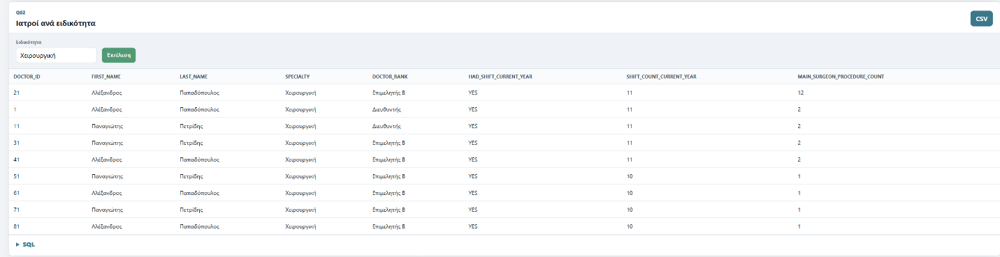 Q02
Ιατροί ανά ειδικότητα
CSV
Ειδικότητα
Χειρουργική
Εκτέλεση
DOCTOR_ID FIRST_NAME LAST_NAME SPECIALTY DOCTOR_RANK HAD_SHIFT_CURRENT_YEAR SHIFT_COUNT_CURRENT_YEAR MAIN_SURGEON_PROCEDURE_COUNT
21 Αλέξανδρος Παπαδόπουλος Χειρουργική Επιμελητής Β YES 11 12
1 Αλέξανδρος Παπαδόπουλος Χειρουργική Διευθυντής YES 11 2
11 Παναγιώτης Πετρίδης Χειρουργική Διευθυντής YES 11 2
31 Παναγιώτης Πετρίδης Χειρουργική Επιμελητής Β YES 11 2
41 Αλέξανδρος Παπαδόπουλος Χειρουργική Επιμελητής Β YES 11 2
51 Παναγιώτης Πετρίδης Χειρουργική Επιμελητής Β YES 10 1
61 Αλέξανδρος Παπαδόπουλος Χειρουργική Επιμελητής Β YES 10 1
71 Παναγιώτης Πετρίδης Χειρουργική Επιμελητής Β YES 10 1
81 Αλέξανδρος Παπαδόπουλος Χειρουργική Επιμελητής Β YES 10 1
SQL